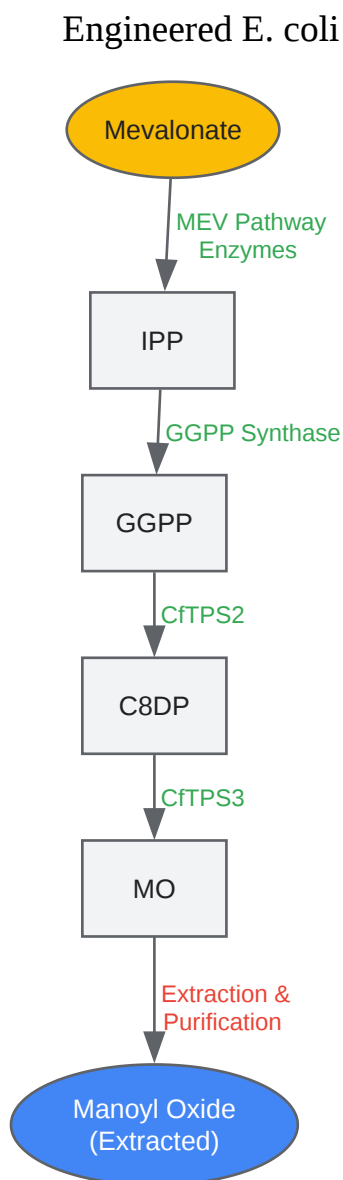 Engineered E. coli
Mevalonate
MEV Pathway
Enzymes
IPP
GGPP Synthase
GGPP
CfTPS2
C8DP
CfTPS3
MO
Extraction &
Purification
Manoyl Oxide
(Extracted)